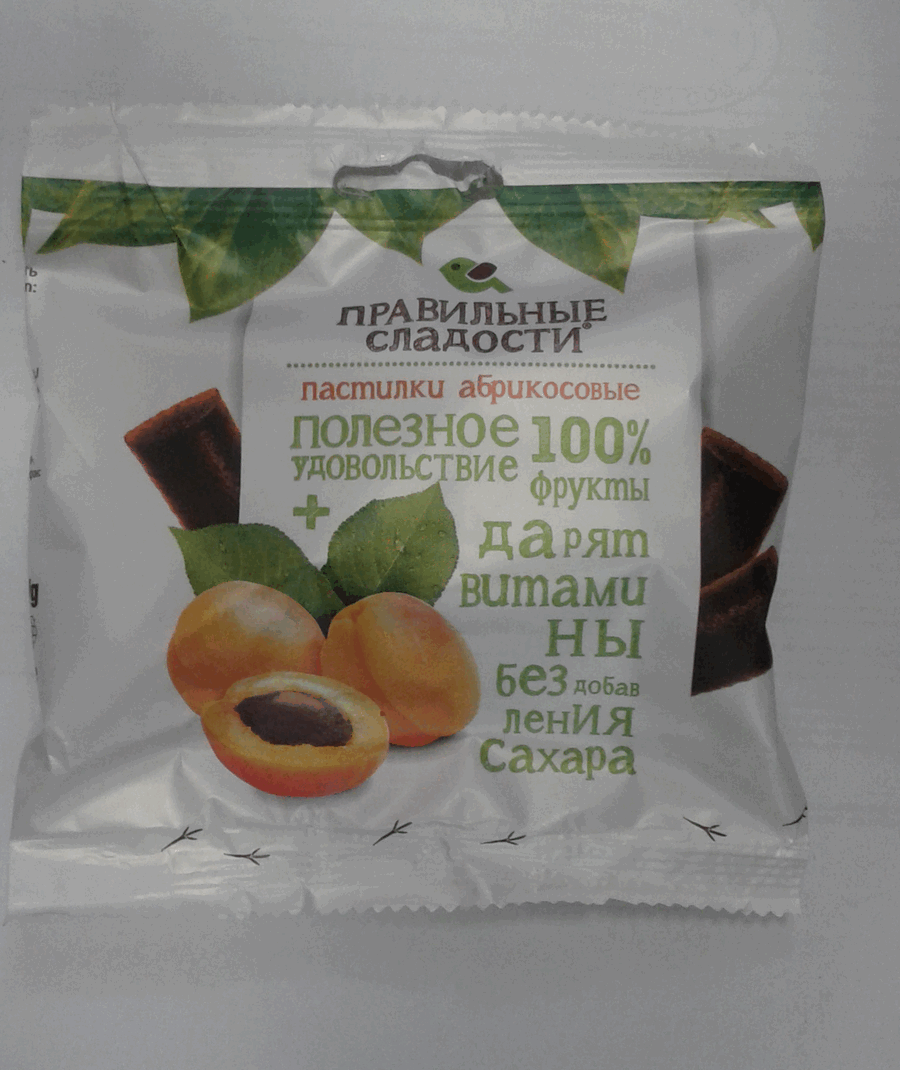 ПРАВИЛЬНЫЕ
СЛАДОСТИ®
пастилки абрикосовые
ПОЛЕЗНОЕ
УДОВОЛЬСТВИЕ
+
100%
фрукты
дарят
витами
НЫ
без добав
ления
Сахара